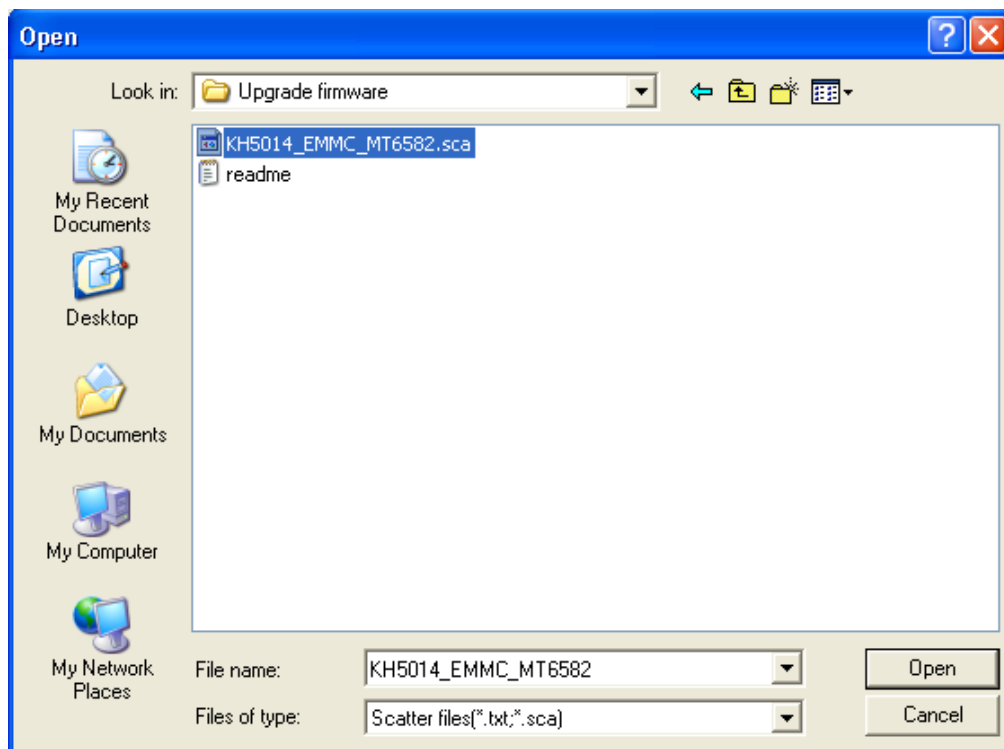 Open
Look in:
Upgrade firmware
KH5014_EMMC_MT6582.sca
readme
My Recent
Documents
Desktop
My Documents
My Computer
My Network
Places
File name:
KH5014_EMMC_MT6582
Open
Files of type:
Scatter files(*.txt;*.sca)
Cancel